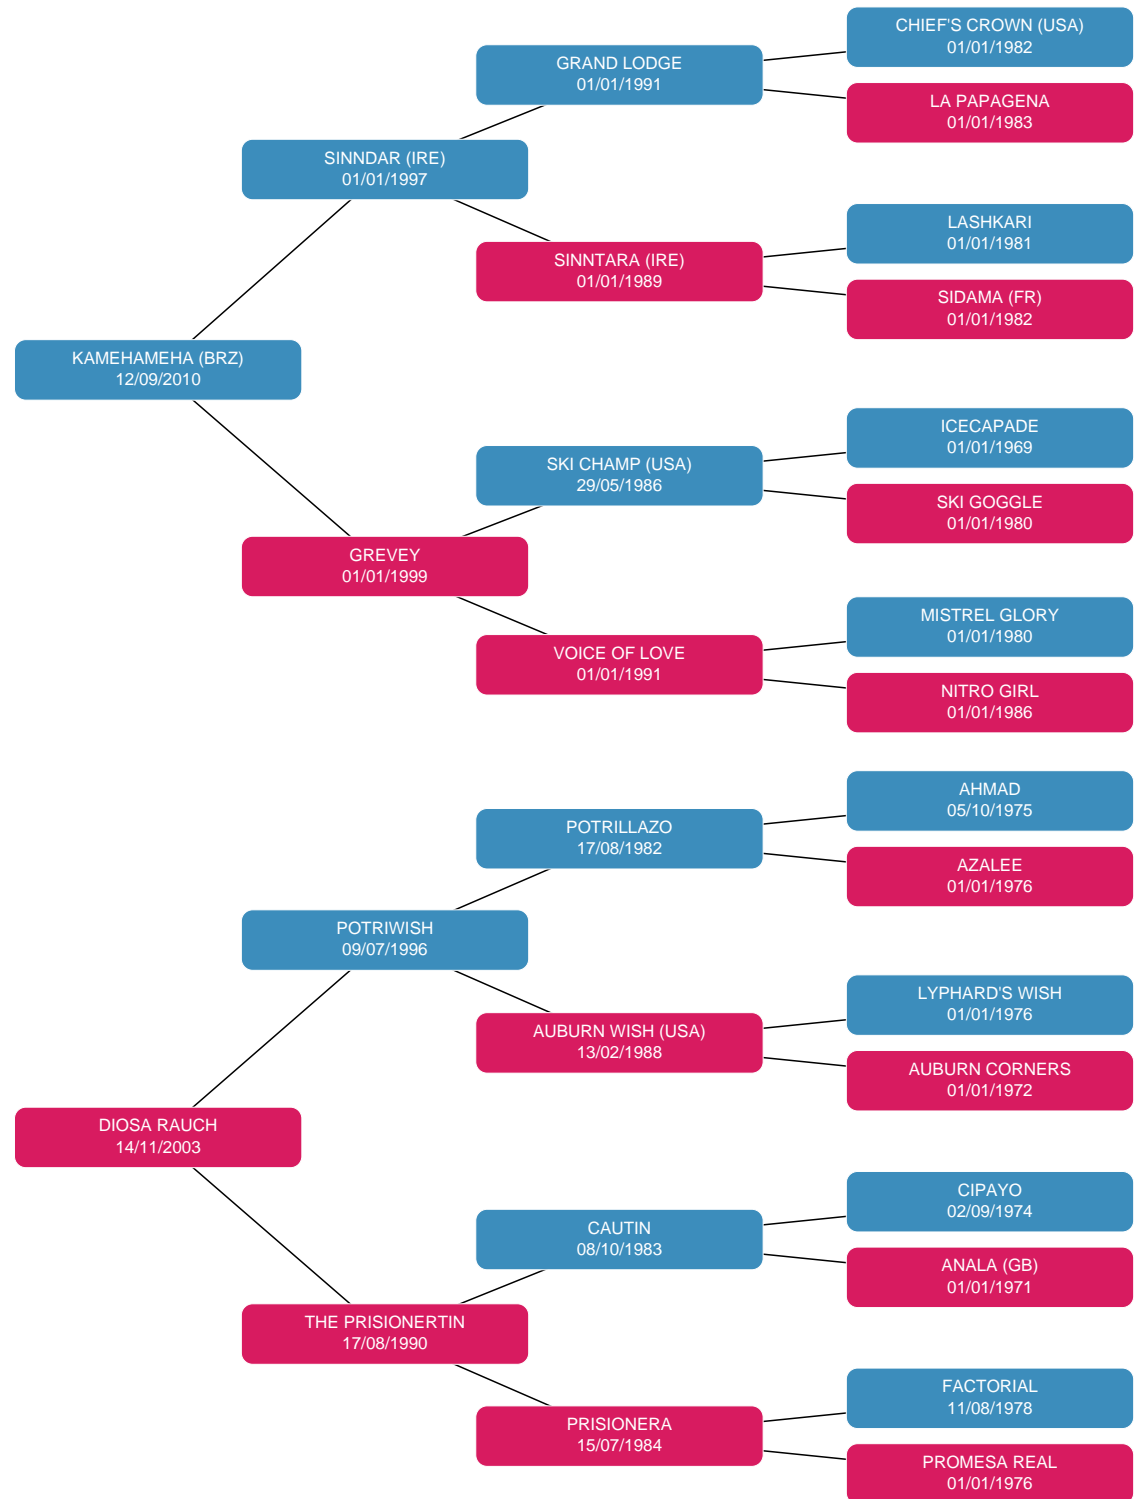 CHIEF'S CROWN (USA)
01/01/1982
GRAND LODGE
01/01/1991
LA PAPAGENA
01/01/1983
SINNDAR (IRE)
01/01/1997
LASHKARI
01/01/1981
SINNTARA (IRE)
01/01/1989
SIDAMA (FR)
01/01/1982
KAMEHAMEHA (BRZ)
12/09/2010
ICECAPADE
01/01/1969
SKI CHAMP (USA)
29/05/1986
SKI GOGGLE
01/01/1980
GREVEY
01/01/1999
MISTREL GLORY
01/01/1980
VOICE OF LOVE
01/01/1991
NITRO GIRL
01/01/1986
AHMAD
05/10/1975
POTRILLAZO
17/08/1982
AZALEE
01/01/1976
POTRIWISH
09/07/1996
LYPHARD'S WISH
01/01/1976
AUBURN WISH (USA)
13/02/1988
AUBURN CORNERS
01/01/1972
DIOSA RAUCH
14/11/2003
CIPAYO
02/09/1974
CAUTIN
08/10/1983
ANALA (GB)
01/01/1971
THE PRISIONERTIN
17/08/1990
FACTORIAL
11/08/1978
PRISIONERA
15/07/1984
PROMESA REAL
01/01/1976